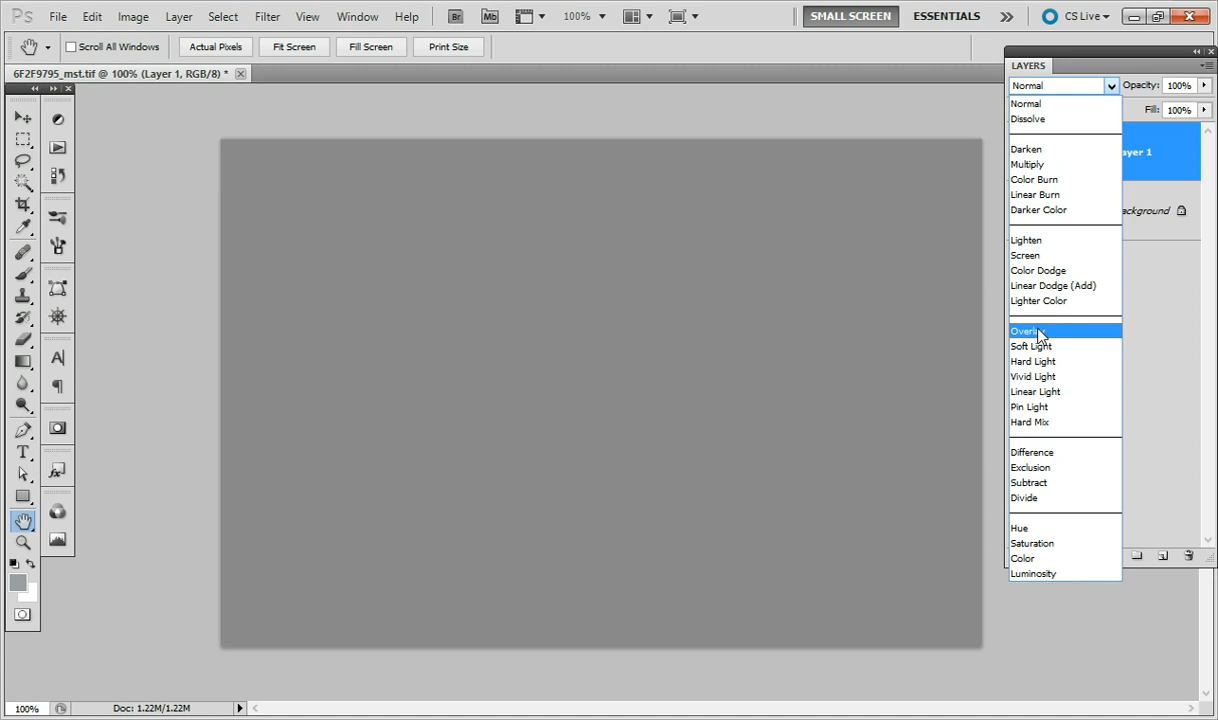 Ps File Edit Image Layer Select Filter View Window Help Br Mb 100% SMALL SCREEN ESSENTIALS CS Live
Scroll All Windows Actual Pixels Fit Screen Fill Screen Print Size
6F2F9795_mst.tif @ 100% (Layer 1, RGB/8) *
LAYERS
Normal Opacity: 100%
Fill: 100%
Normal
Dissolve
Darken
Multiply
Color Burn
Linear Burn
Darker Color
Lighten
Screen
Color Dodge
Linear Dodge (Add)
Lighter Color
Overlay
Soft Light
Hard Light
Vivid Light
Linear Light
Pin Light
Hard Mix
Difference
Exclusion
Subtract
Divide
Hue
Saturation
Color
Luminosity
ayer 1
ackground
100% Doc: 1.22M/1.22M